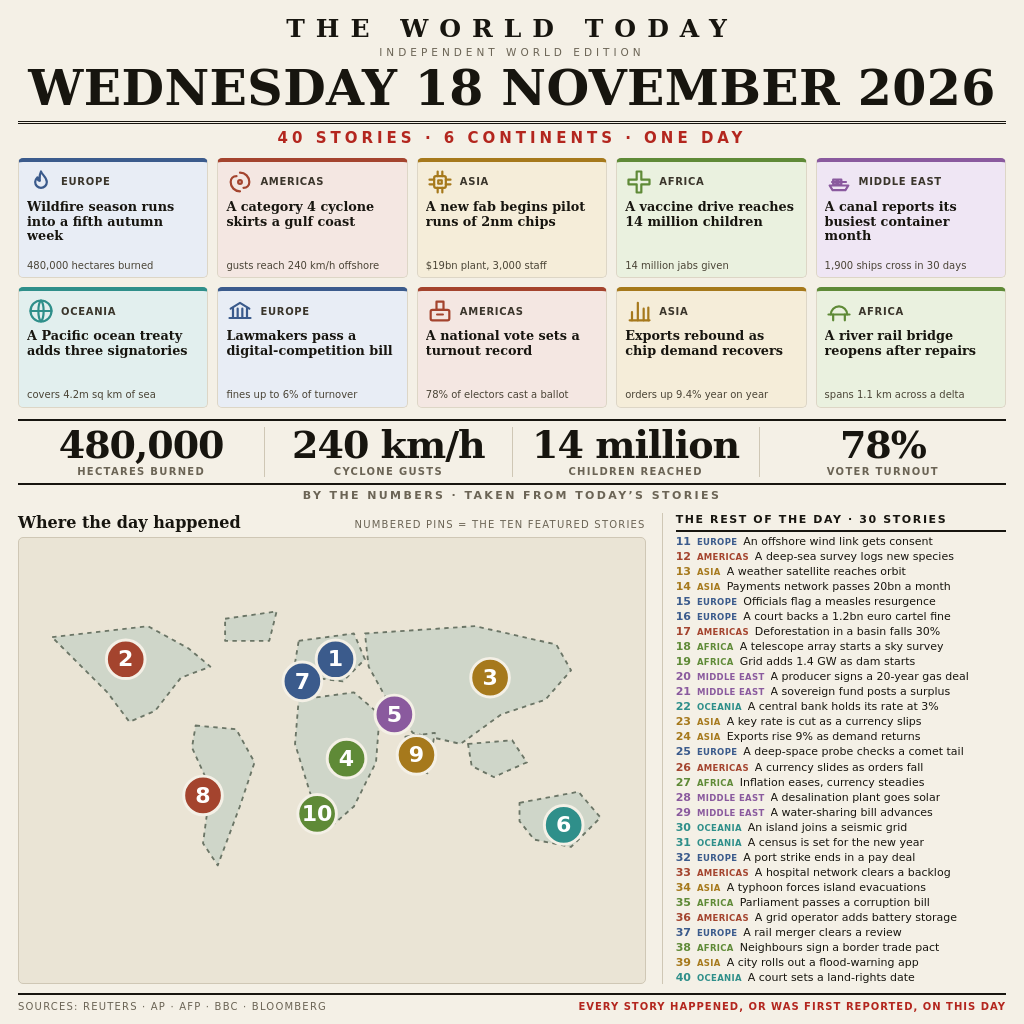 THE WORLD TODAY
INDEPENDENT WORLD EDITION
WEDNESDAY 18 NOVEMBER 2026
40 STORIES · 6 CONTINENTS · ONE DAY
EUROPE
Wildfire season runs
into a fifth autumn
week
480,000 hectares burned
AMERICAS
A category 4 cyclone
skirts a gulf coast
gusts reach 240 km/h offshore
ASIA
A new fab begins pilot
runs of 2nm chips
$19bn plant, 3,000 staff
AFRICA
A vaccine drive reaches
14 million children
14 million jabs given
MIDDLE EAST
A canal reports its
busiest container
month
1,900 ships cross in 30 days
OCEANIA
A Pacific ocean treaty
adds three signatories
covers 4.2m sq km of sea
EUROPE
Lawmakers pass a
digital-competition bill
fines up to 6% of turnover
AMERICAS
A national vote sets a
turnout record
78% of electors cast a ballot
ASIA
Exports rebound as
chip demand recovers
orders up 9.4% year on year
AFRICA
A river rail bridge
reopens after repairs
spans 1.1 km across a delta
480,000
HECTARES BURNED
240 km/h
CYCLONE GUSTS
14 million
CHILDREN REACHED
78%
VOTER TURNOUT
BY THE NUMBERS · TAKEN FROM TODAY’S STORIES
Where the day happened
NUMBERED PINS = THE TEN FEATURED STORIES
1
2
3
7
5
4
9
8
10
6
THE REST OF THE DAY · 30 STORIES
11 EUROPE An offshore wind link gets consent
12 AMERICAS A deep-sea survey logs new species
13 ASIA A weather satellite reaches orbit
14 ASIA Payments network passes 20bn a month
15 EUROPE Officials flag a measles resurgence
16 EUROPE A court backs a 1.2bn euro cartel fine
17 AMERICAS Deforestation in a basin falls 30%
18 AFRICA A telescope array starts a sky survey
19 AFRICA Grid adds 1.4 GW as dam starts
20 MIDDLE EAST A producer signs a 20-year gas deal
21 MIDDLE EAST A sovereign fund posts a surplus
22 OCEANIA A central bank holds its rate at 3%
23 ASIA A key rate is cut as a currency slips
24 ASIA Exports rise 9% as demand returns
25 EUROPE A deep-space probe checks a comet tail
26 AMERICAS A currency slides as orders fall
27 AFRICA Inflation eases, currency steadies
28 MIDDLE EAST A desalination plant goes solar
29 MIDDLE EAST A water-sharing bill advances
30 OCEANIA An island joins a seismic grid
31 OCEANIA A census is set for the new year
32 EUROPE A port strike ends in a pay deal
33 AMERICAS A hospital network clears a backlog
34 ASIA A typhoon forces island evacuations
35 AFRICA Parliament passes a corruption bill
36 AMERICAS A grid operator adds battery storage
37 EUROPE A rail merger clears a review
38 AFRICA Neighbours sign a border trade pact
39 ASIA A city rolls out a flood-warning app
40 OCEANIA A court sets a land-rights date
SOURCES: REUTERS · AP · AFP · BBC · BLOOMBERG
EVERY STORY HAPPENED, OR WAS FIRST REPORTED, ON THIS DAY